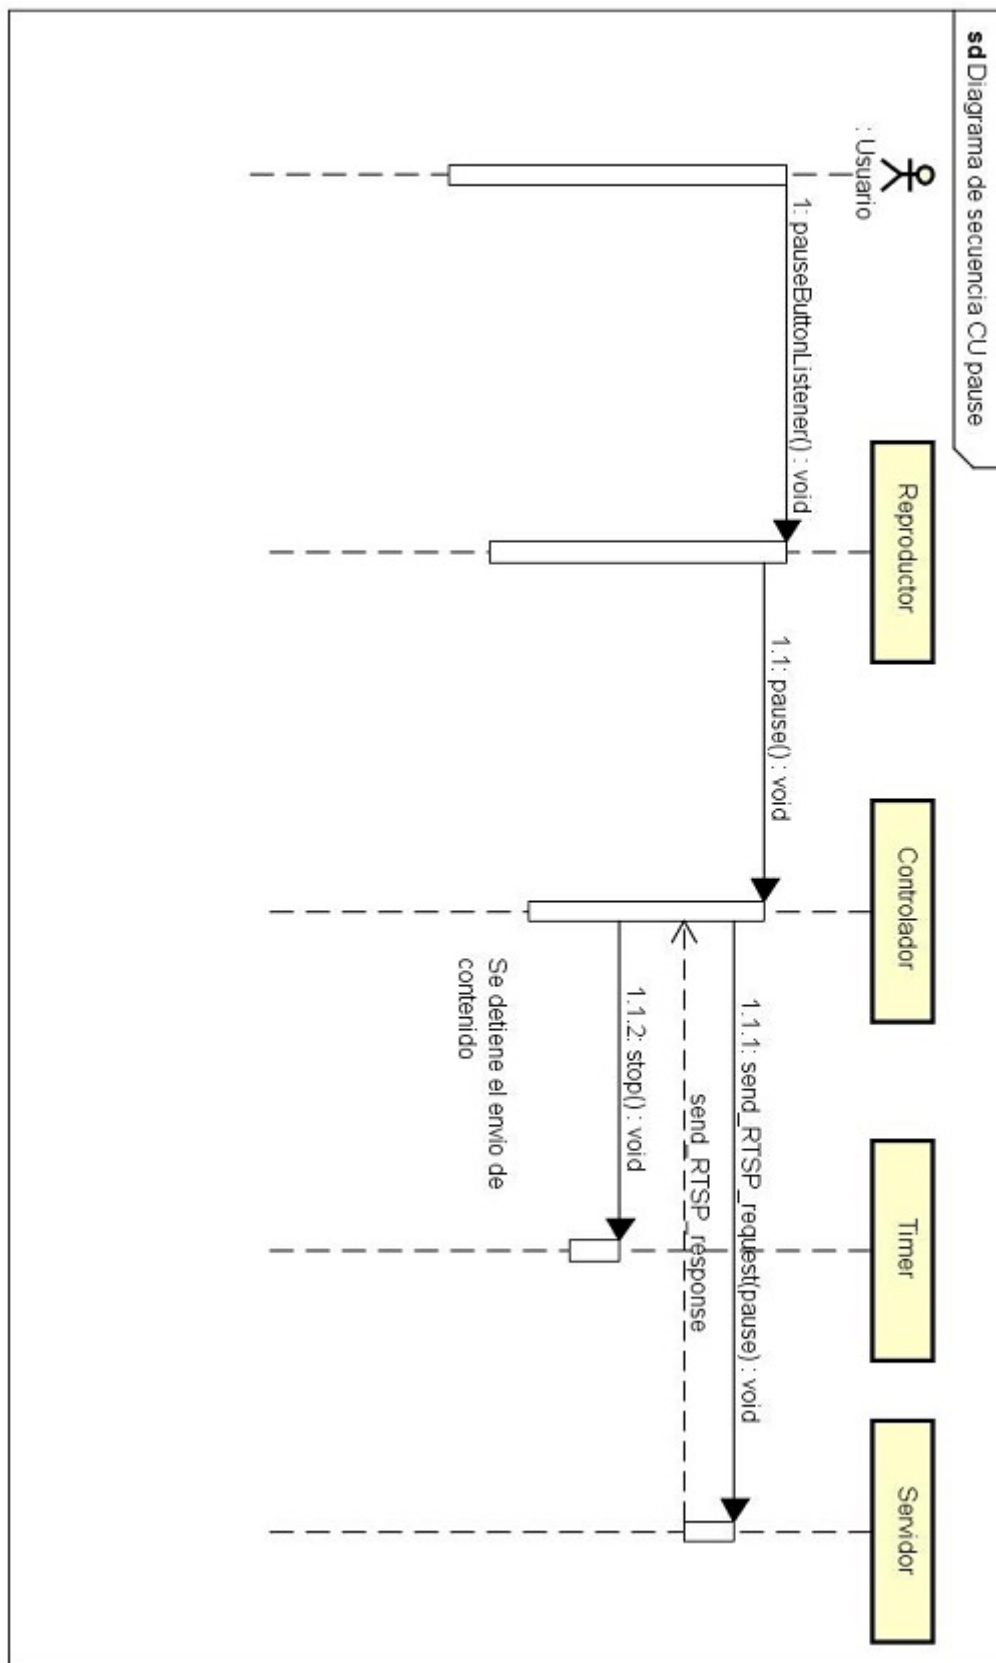 sd Diagrama de secuencia CU pause
: Usuario
Reproductor
Controlador
Timer
Servidor
1: pauseButtonListener() : void
1.1: pause() : void
1.1.1: send_RTSP_request(pause) : void
send_RTSP_response
1.1.2: stop() : void
Se detiene el envío de
contenido